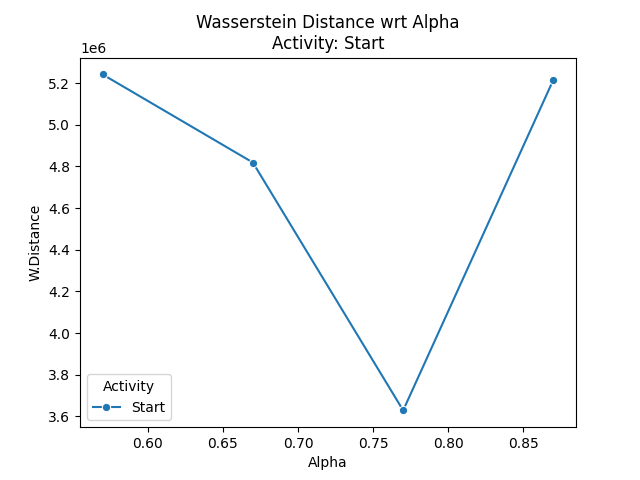 Wasserstein Distance wrt Alpha
Activity: Start
1e6
5.2
5.0
4.8
4.6
4.4
4.2
4.0
3.8
3.6
W.Distance
Activity
Start
0.60 0.65 0.70 0.75 0.80 0.85
Alpha